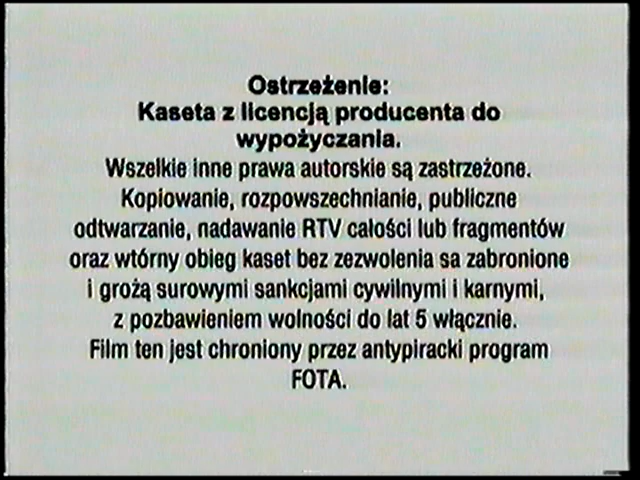 Ostrzeżenie:
Kaseta z licencją producenta do
wypożyczania.
Wszelkie inne prawa autorskie są zastrzeżone.
Kopiowanie, rozpowszechnianie, publiczne
odtwarzanie, nadawanie RTV całości lub fragmentów
oraz wtórny obieg kaset bez zezwolenia sa zabronione
i grożą surowymi sankcjami cywilnymi i karnymi,
z pozbawieniem wolności do lat 5 włącznie.
Film ten jest chroniony przez antypiracki program
FOTA.